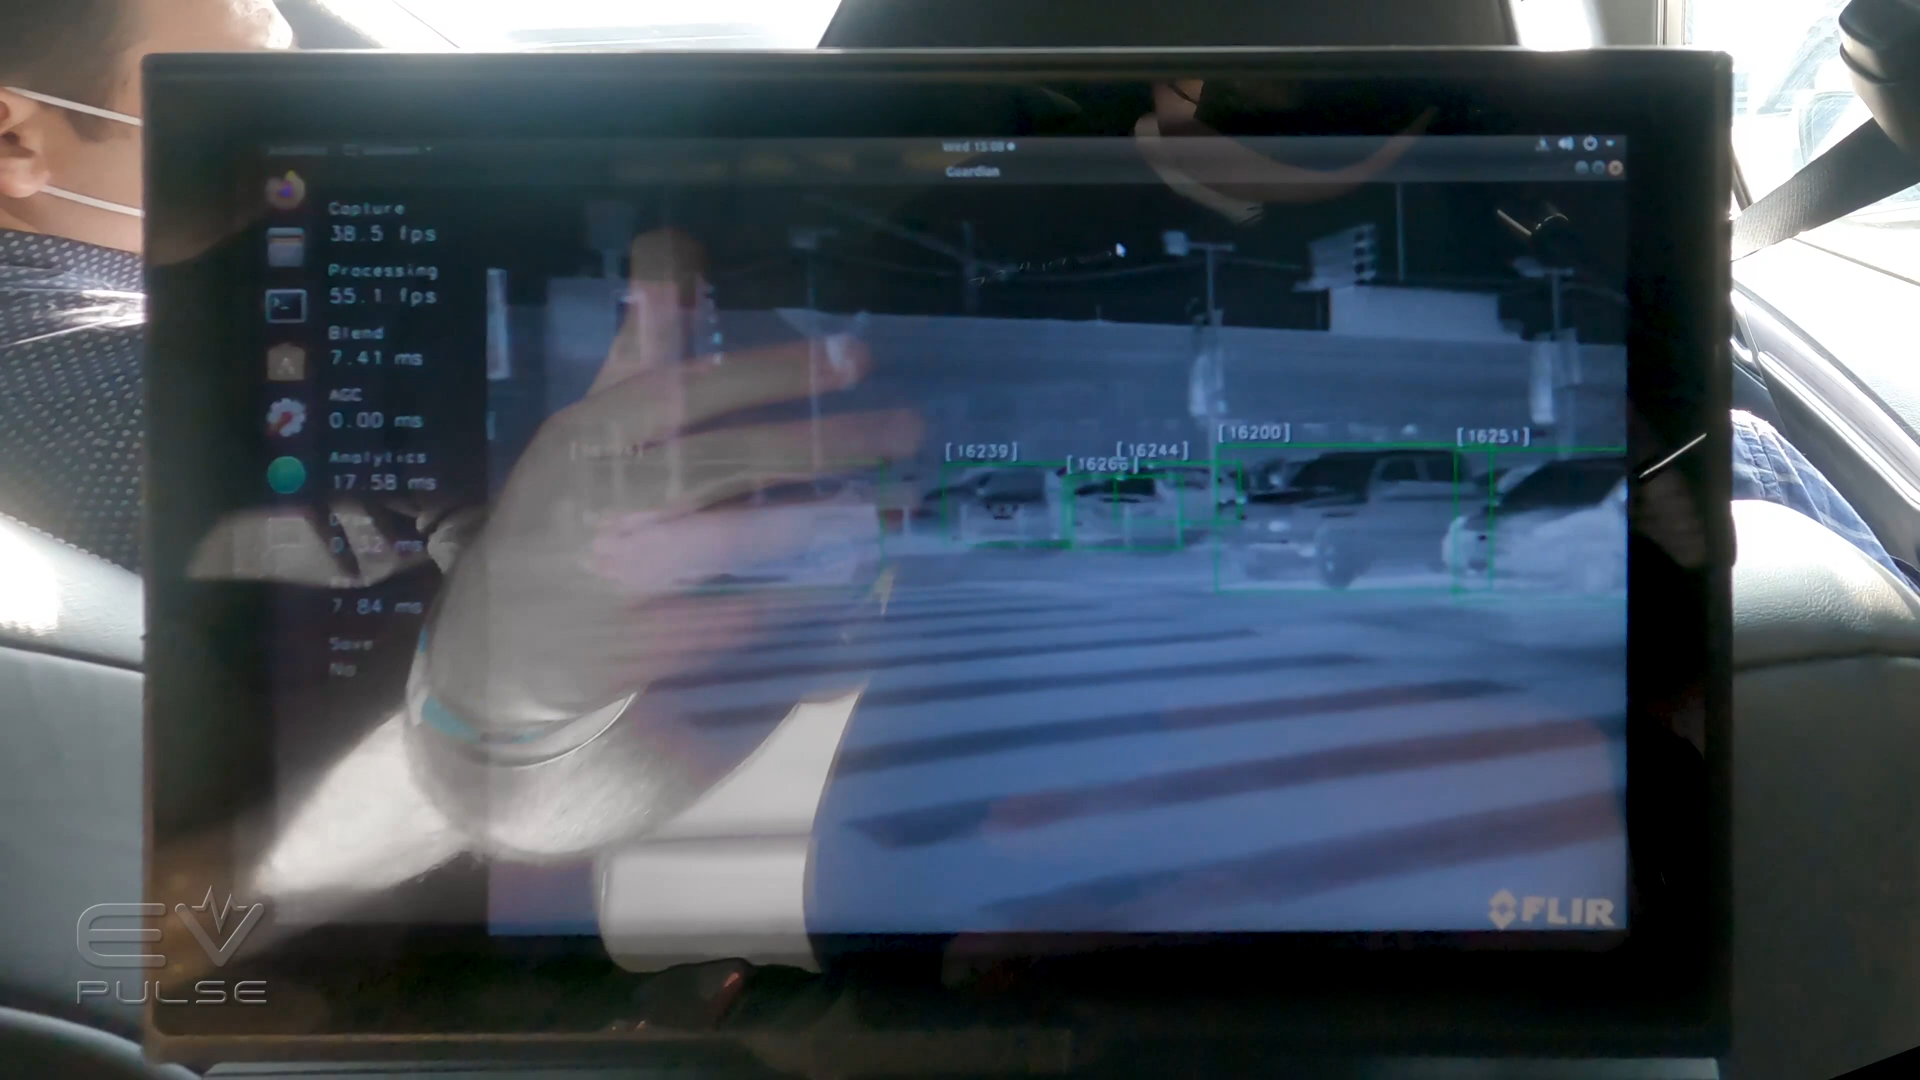 Wed 15:08
Guardian
Capture
38.5 fps
Processing
55.1 fps
Blend
7.41 ms
AGC
0.00 ms
Analytics
17.58 ms
7.84 ms
Save
No
[16239]
[16244]
[16200]
[16251]
FLIR
EV
PULSE